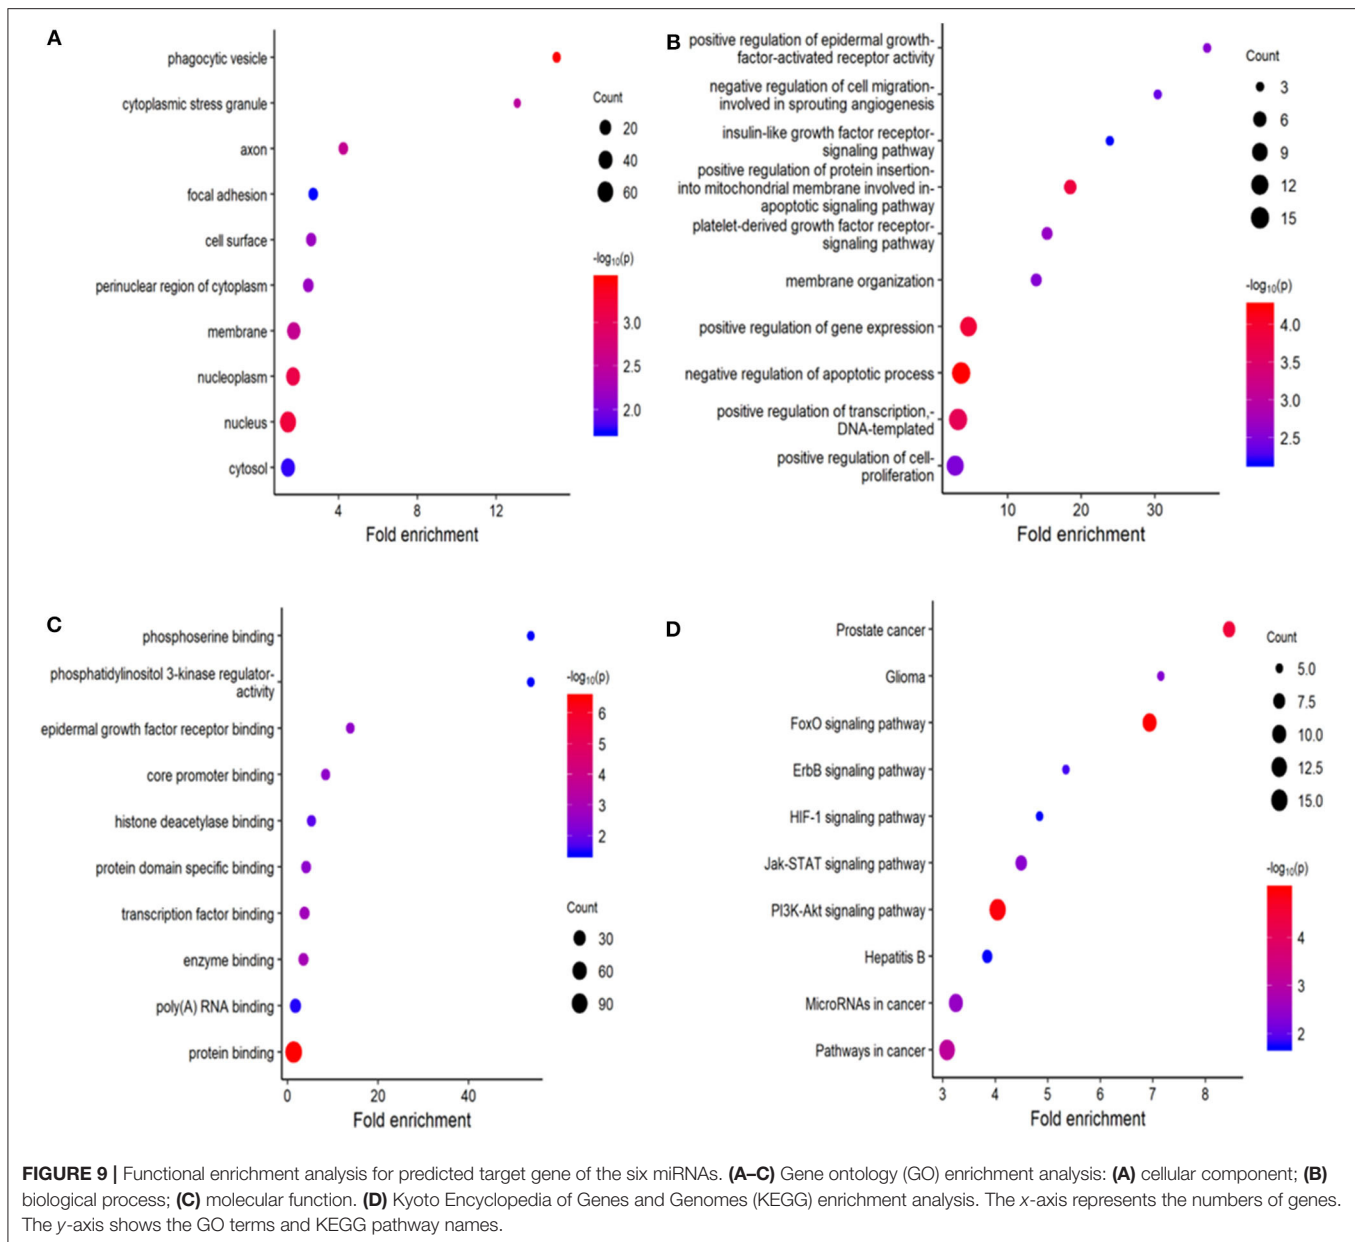 A
phagocytic vesicle
cytoplasmic stress granule
axon
focal adhesion
cell surface
perinuclear region of cytoplasm
membrane
nucleoplasm
nucleus
cytosol
4 8 12
Fold enrichment
Count
20
40
60
-log10(p)
3.0
2.5
2.0
B
positive regulation of epidermal growth-
factor-activated receptor activity
negative regulation of cell migration-
involved in sprouting angiogenesis
insulin-like growth factor receptor-
signaling pathway
positive regulation of protein insertion-
into mitochondrial membrane involved in-
apoptotic signaling pathway
platelet-derived growth factor receptor-
signaling pathway
membrane organization
positive regulation of gene expression
negative regulation of apoptotic process
positive regulation of transcription,-
DNA-templated
positive regulation of cell-
proliferation
10 20 30
Fold enrichment
Count
3
6
9
12
15
-log10(p)
4.0
3.5
3.0
2.5
C
phosphoserine binding
phosphatidylinositol 3-kinase regulator-
activity
epidermal growth factor receptor binding
core promoter binding
histone deacetylase binding
protein domain specific binding
transcription factor binding
enzyme binding
poly(A) RNA binding
protein binding
0 20 40
Fold enrichment
-log10(p)
6
5
4
3
2
Count
30
60
90
D
Prostate cancer
Glioma
FoxO signaling pathway
ErbB signaling pathway
HIF-1 signaling pathway
Jak-STAT signaling pathway
PI3K-Akt signaling pathway
Hepatitis B
MicroRNAs in cancer
Pathways in cancer
3 4 5 6 7 8
Fold enrichment
Count
5.0
7.5
10.0
12.5
15.0
-log10(p)
4
3
2
FIGURE 9 | Functional enrichment analysis for predicted target gene of the six miRNAs. (A–C) Gene ontology (GO) enrichment analysis: (A) cellular component; (B)
biological process; (C) molecular function. (D) Kyoto Encyclopedia of Genes and Genomes (KEGG) enrichment analysis. The x-axis represents the numbers of genes.
The y-axis shows the GO terms and KEGG pathway names.